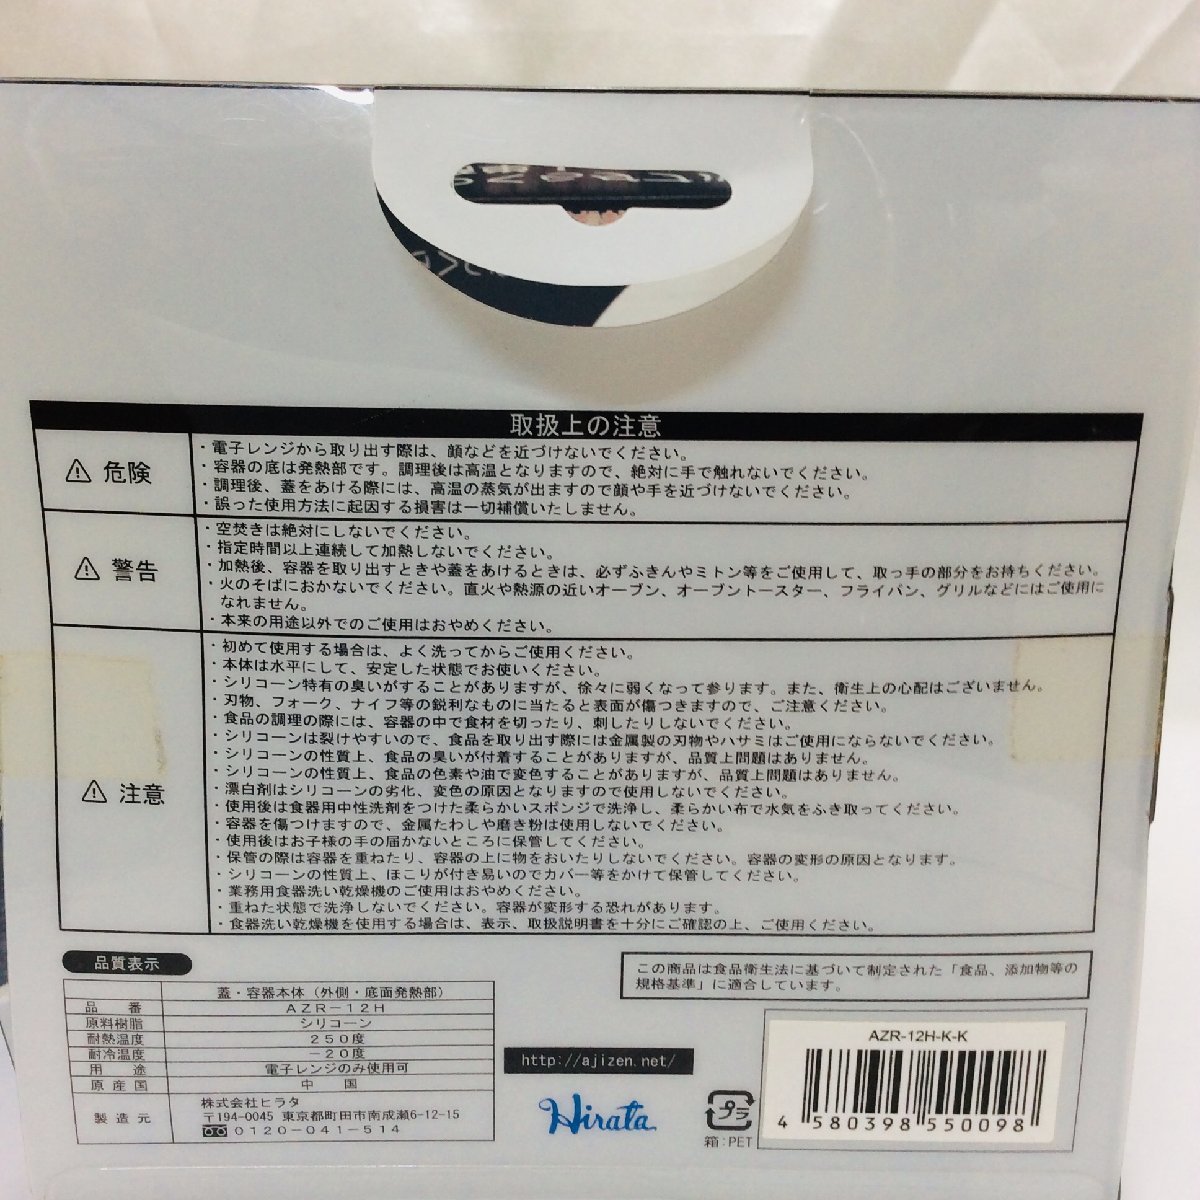 取扱上の注意
⚠ 危険
・電子レンジから取り出す際は、顔などを近づけないでください。
・容器の底は発熱部です。調理後は高温となりますので、絶対に手で触れないでください。
・調理後、蓋をあける際には、高温の蒸気が出ますので顔や手を近づけないでください。
・誤った使用方法に起因する損害は一切補償いたしません。
⚠ 警告
・空焚きは絶対にしないでください。
・指定時間以上連続して加熱しないでください。
・加熱後、容器を取り出すときや蓋をあけるときは、必ずふきんやミトン等をご使用して、取っ手の部分をお持ちください。
・火のそばにおかないでください。直火や熱源の近いオーブン、オーブントースター、フライパン、グリルなどにはご使用に
なれません。
・本来の用途以外でのご使用はおやめください。
⚠ 注意
・初めて使用する場合は、よく洗ってからご使用ください。
・本体は水平にして、安定した状態でお使いください。
・シリコーン特有の臭いがすることがありますが、徐々に弱くなって参ります。また、衛生上の心配はございません。
・刃物、フォーク、ナイフ等の鋭利なものに当たると表面が傷つきますので、ご注意ください。
・食品の調理の際には、容器の中で食材を切ったり、刺したりしないでください。
・シリコーンは裂けやすいので、食品を取り出す際には金属製の刃物やハサミはご使用にならないでください。
・シリコーンの性質上、食品の臭いが付着することがありますが、品質上問題はありません。
・シリコーンの性質上、食品の色素や油で変色することがありますが、品質上問題はありません。
・漂白剤はシリコーンの劣化、変色の原因となりますので使用しないでください。
・使用後は食器用中性洗剤をつけた柔らかいスポンジで洗浄し、柔らかい布で水気をふき取ってください。
・容器を傷つけますので、金属たわしや磨き粉は使用しないでください。
・使用後はお子様の手の届かないところに保管してください。
・保管の際は容器を重ねたり、容器の上に物をおいたりしないでください。容器の変形の原因となります。
・シリコーンの性質上、ほこりが付き易いのでカバー等をかけて保管してください。
・業務用食器洗い乾燥機のご使用はおやめください。
・重ねた状態で洗浄しないでください。容器が変形する恐れがあります。
・食器洗い乾燥機を使用する場合は、表示、取扱説明書を十分にご確認の上、ご使用ください。
品質表示
蓋・容器本体（外側・底面発熱部）
品 番 AZR-12H
原料樹脂 シリコーン
耐熱温度 250度
耐冷温度 -20度
用 途 電子レンジのみ使用可
原産国 中 国
製造元 株式会社ヒラタ
〒194-0045 東京都町田市南成瀬6-12-15
0120-041-514
この商品は食品衛生法に基づいて制定された「食品、添加物等の
規格基準」に適合しています。
http://ajizen.net/
Hirata
プラ
箱:PET
AZR-12H-K-K
4 580398 550098